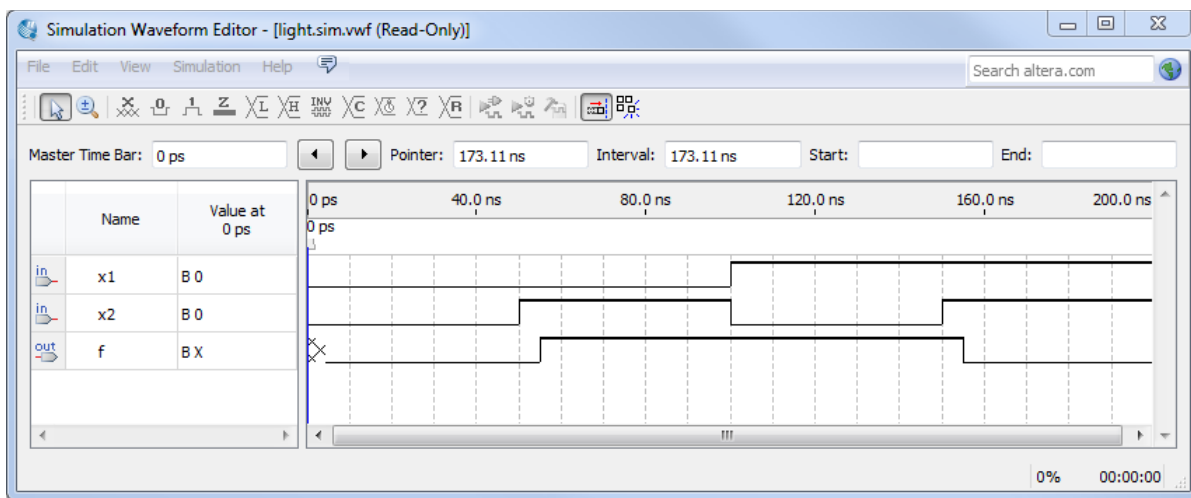 Simulation Waveform Editor - [light.sim.vwf (Read-Only)]
File Edit View Simulation Help
Search altera.com
Master Time Bar: 0 ps Pointer: 173.11 ns Interval: 173.11 ns Start: End:
Name Value at 0 ps
0 ps 40.0 ns 80.0 ns 120.0 ns 160.0 ns 200.0 ns
0 ps
in x1 B 0
in x2 B 0
out f B X
0% 00:00:00